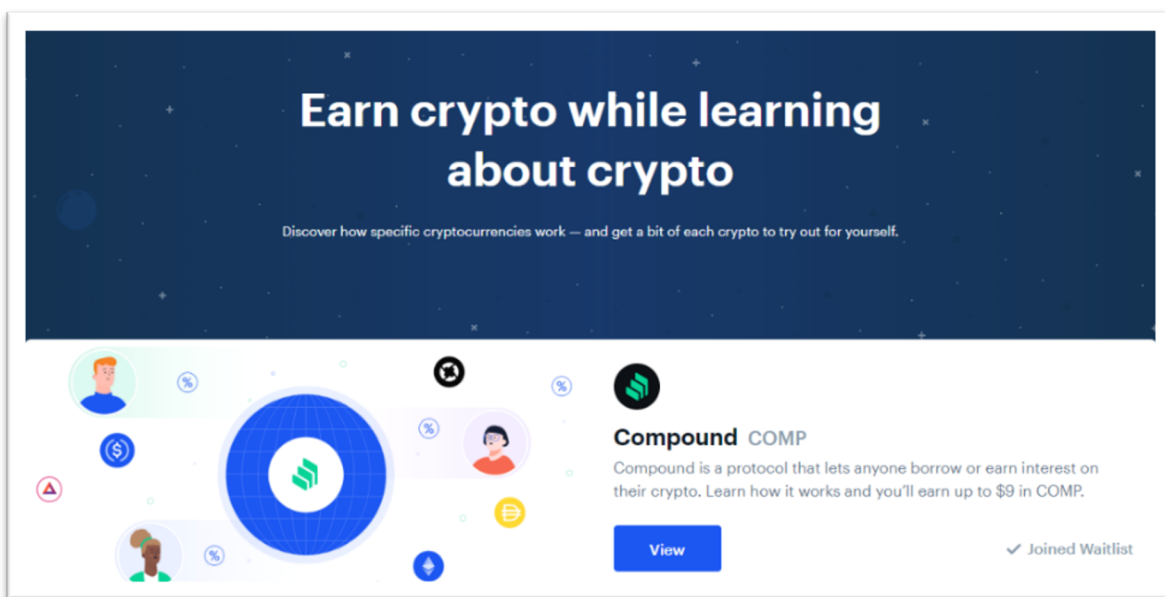 Earn crypto while learning
about crypto
Discover how specific cryptocurrencies work — and get a bit of each crypto to try out for yourself.
Compound COMP
Compound is a protocol that lets anyone borrow or earn interest on
their crypto. Learn how it works and you'll earn up to $9 in COMP.
View
Joined Waitlist